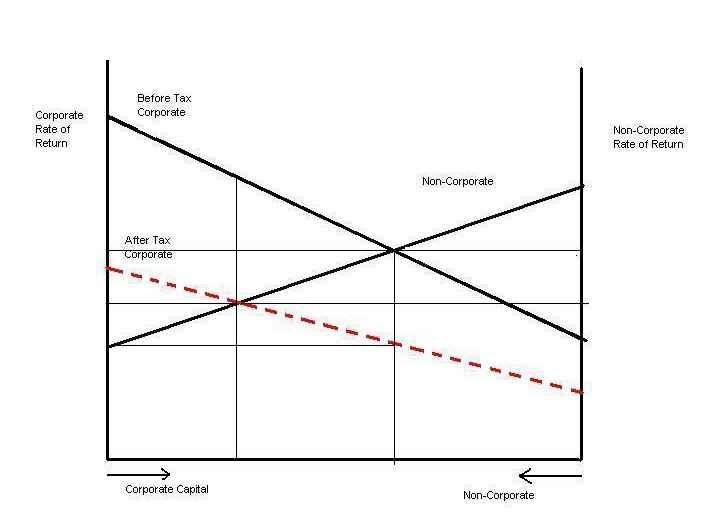 Before Tax
Corporate
Corporate
Rate of
Return
Non-Corporate
Rate of Return
Non-Corporate
After Tax
Corporate
Corporate Capital
Non-Corporate